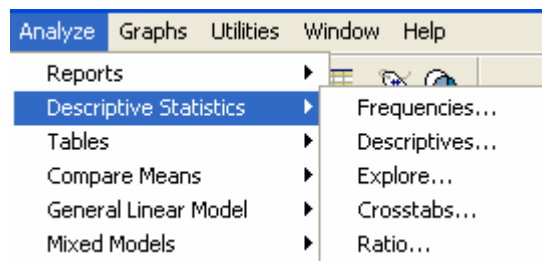 Analyze Graphs Utilities Window Help
Reports
Descriptive Statistics
Tables
Compare Means
General Linear Model
Mixed Models
Frequencies...
Descriptives...
Explore...
Crosstabs...
Ratio...